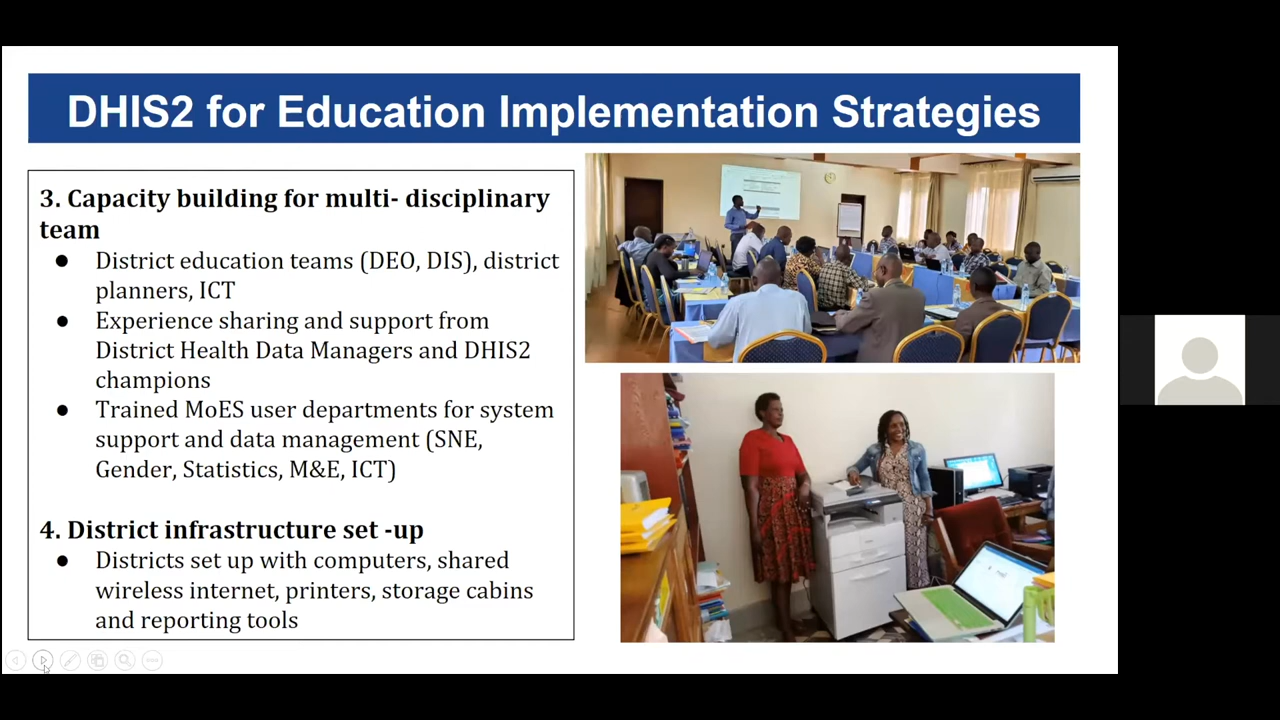 DHIS2 for Education Implementation Strategies
3. Capacity building for multi- disciplinary
team
● District education teams (DEO, DIS), district
planners, ICT
● Experience sharing and support from
District Health Data Managers and DHIS2
champions
● Trained MoES user departments for system
support and data management (SNE,
Gender, Statistics, M&E, ICT)
4. District infrastructure set -up
● Districts set up with computers, shared
wireless internet, printers, storage cabins
and reporting tools